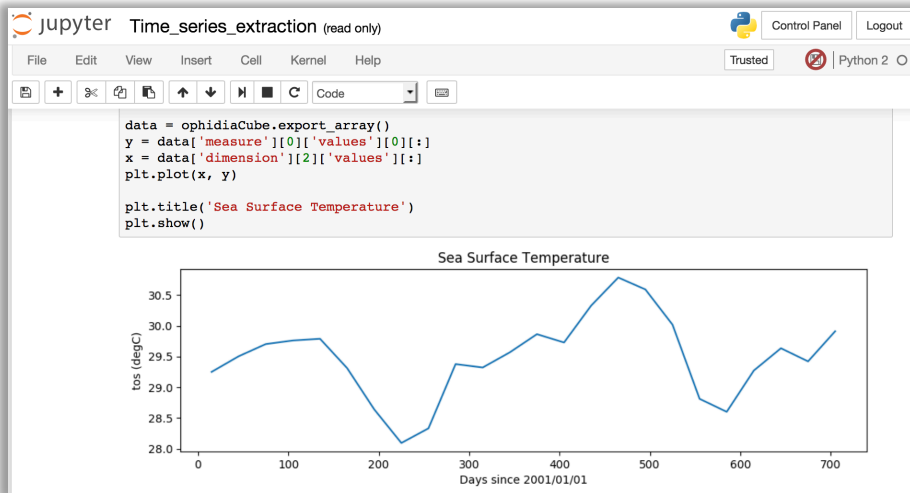 jupyter Time_series_extraction (read only)
Control Panel Logout
File Edit View Insert Cell Kernel Help
Trusted Python 2
Code
data = ophidiaCube.export_array()
y = data['measure'][0]['values'][0][:]
x = data['dimension'][2]['values'][:]
plt.plot(x, y)
plt.title('Sea Surface Temperature')
plt.show()
Sea Surface Temperature
30.5
30.0
29.5
29.0
28.5
28.0
tos (degC)
0 100 200 300 400 500 600 700
Days since 2001/01/01